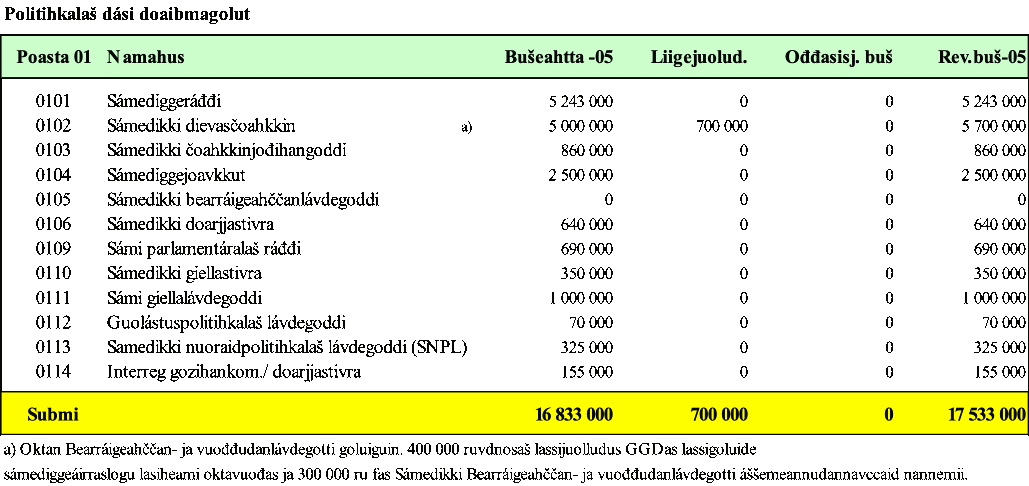 Politihkalaš dási doaibmagolut
Poasta 01 Namahus Bušeahtta -05 Liigejuolud. Ođđasisj. buš Rev.buš-05
0101 Sámediggeráđđi 5 243 000 0 0 5 243 000
0102 Sámedikki dievasčoahkkin a) 5 000 000 700 000 0 5 700 000
0103 Sámedikki čoahkkinjođihangoddi 860 000 0 0 860 000
0104 Sámediggejoavkkut 2 500 000 0 0 2 500 000
0105 Sámedikki bearráigeahččanlávdegoddi 0 0 0 0
0106 Sámedikki doarjjastivra 640 000 0 0 640 000
0109 Sámi parlamentáralaš ráđđi 690 000 0 0 690 000
0110 Sámedikki giellastivra 350 000 0 0 350 000
0111 Sámi giellalávdegoddi 1 000 000 0 0 1 000 000
0112 Guolástuspolitihkalaš lávdegoddi 70 000 0 0 70 000
0113 Samedikki nuoraidpolitihkalaš lávdegoddi (SNPL) 325 000 0 0 325 000
0114 Interreg gozihankom./ doarjjastivra 155 000 0 0 155 000
Submi 16 833 000 700 000 0 17 533 000
a) Oktan Bearráigeahččan- ja vuođđudanlávdegotti goluiguin. 400 000 ruvdnosaš lassijuolludus GGDas lassigoluide
sámediggeáirraslogu lasiheami oktavuođas ja 300 000 ru fas Sámedikki Bearráigeahččan- ja vuođđudanlávdegotti áššemeannudannavccaid nannemii.